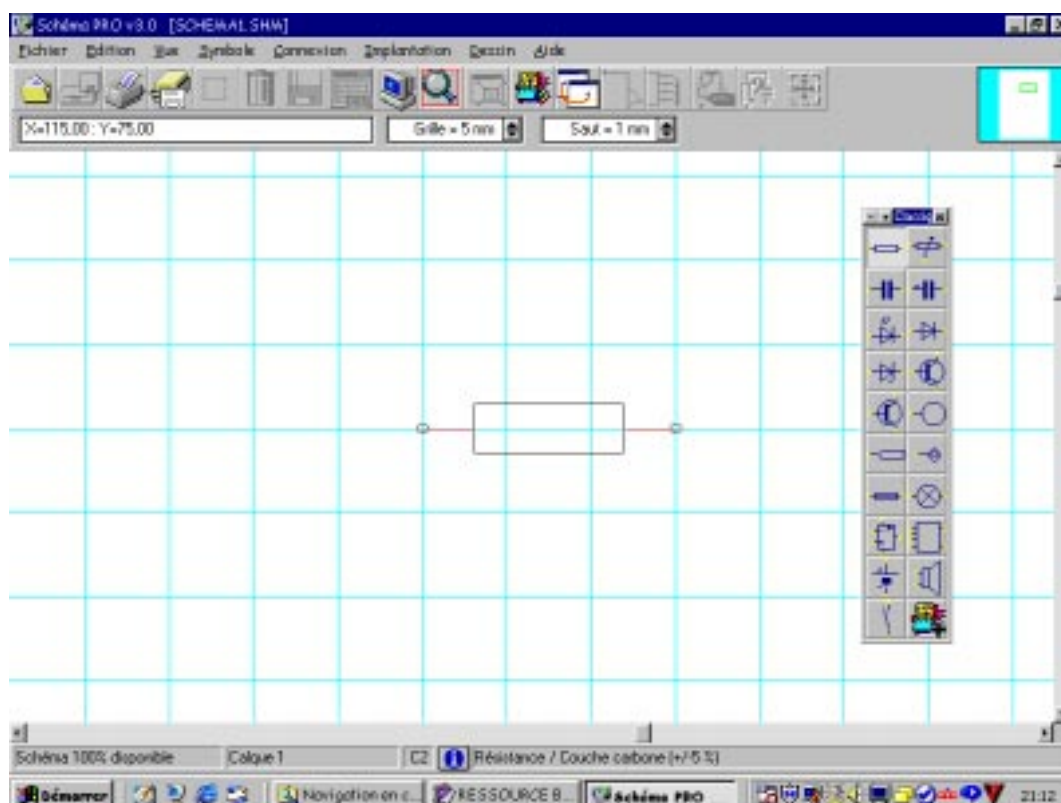 Schéma PRO v3.0 [SCHEMA1.SHM]
Fichier Edition Vue Symbole Connexion Implantation Dessin Aide
X=115.00 : Y=75.00 Grille = 5 mm Saut = 1 mm
Schéma 100% disponible Calque 1 C2 Résistance / Couche carbone (+/-5 %)
Démarrer Navigation en c... RESSOURCE B... Schéma PRO 21:12